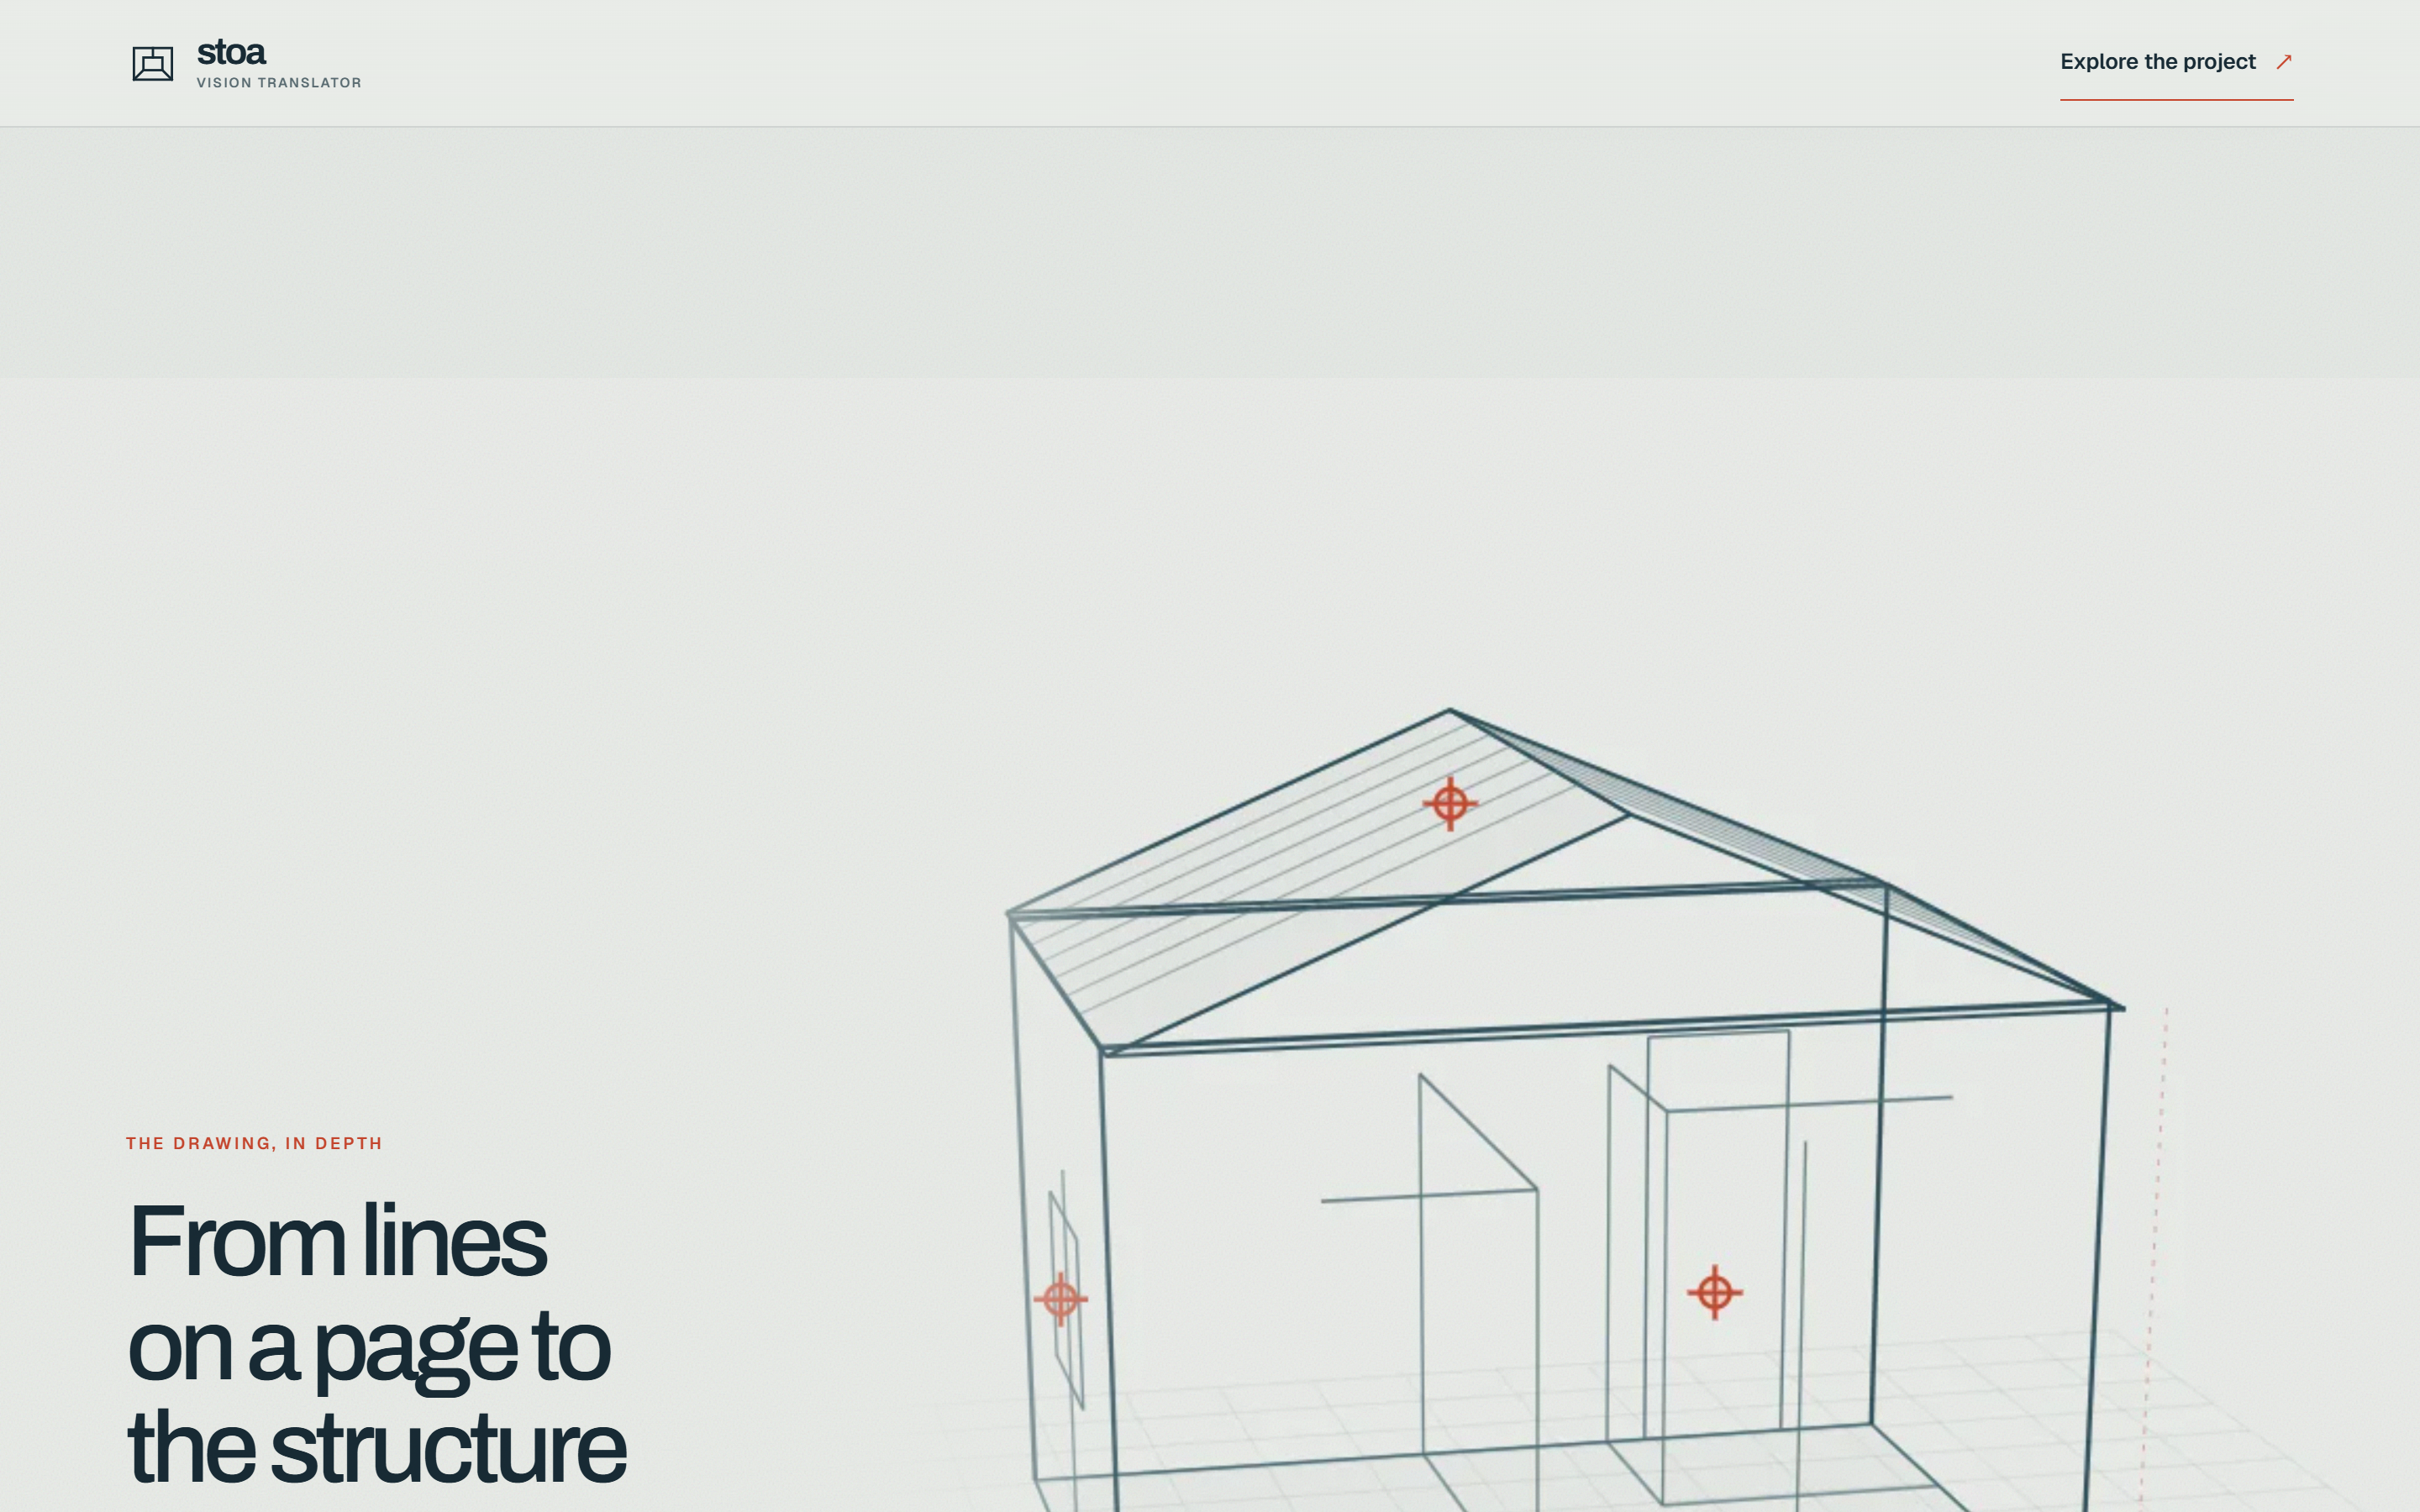 stoa
VISION TRANSLATOR
Explore the project ↗
THE DRAWING, IN DEPTH
From lines
on a page to
the structure